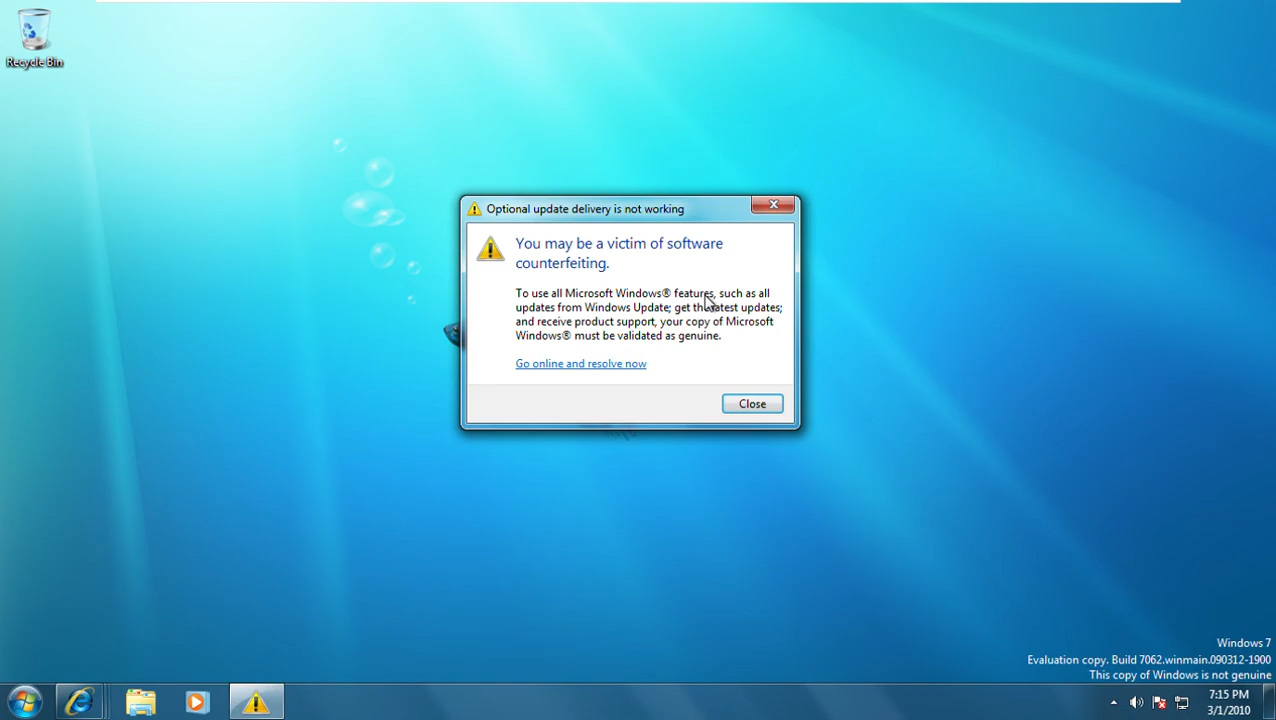 Recycle Bin
Optional update delivery is not working
You may be a victim of software
counterfeiting.
To use all Microsoft Windows® features, such as all
updates from Windows Update; get the latest updates;
and receive product support, your copy of Microsoft
Windows® must be validated as genuine.
Go online and resolve now
Close
Windows 7
Evaluation copy. Build 7062.winmain.090312-1900
This copy of Windows is not genuine
7:15 PM
3/1/2010